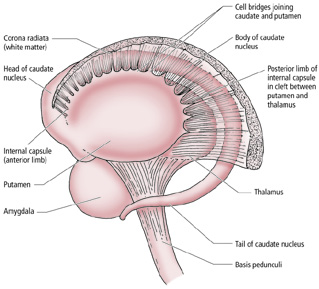 Cell bridges joining
caudate and putamen
Corona radiata
(white matter)
Body of caudate
nucleus
Head of caudate
nucleus
Posterior limb of
internal capsule
in cleft between
putamen and
thalamus
Internal capsule
(anterior limb)
Putamen
Thalamus
Amygdala
Tail of caudate nucleus
Basis pedunculi